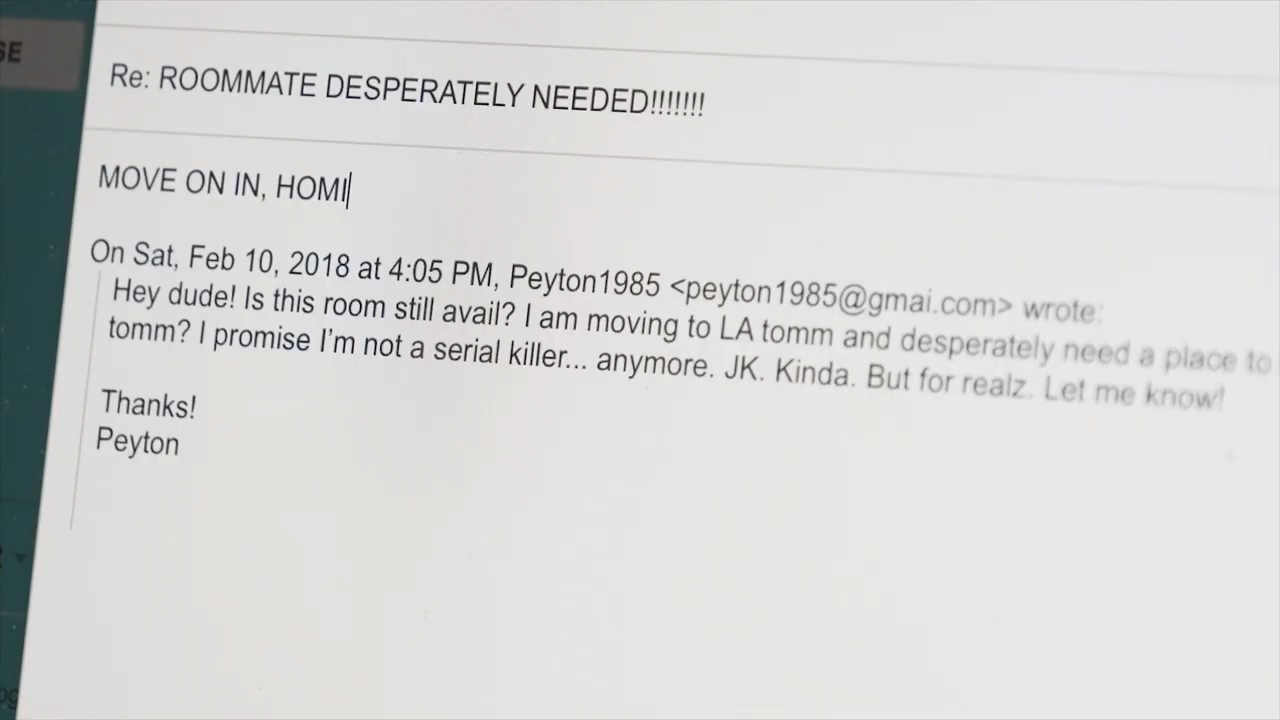 SE
Re: ROOMMATE DESPERATELY NEEDED!!!!!!!
MOVE ON IN, HOMI
On Sat, Feb 10, 2018 at 4:05 PM, Peyton1985 <peyton1985@gmai.com> wrote:
Hey dude! Is this room still avail? I am moving to LA tomm and desperately need a place to
tomm? I promise I'm not a serial killer... anymore. JK. Kinda. But for realz. Let me know!
Thanks!
Peyton